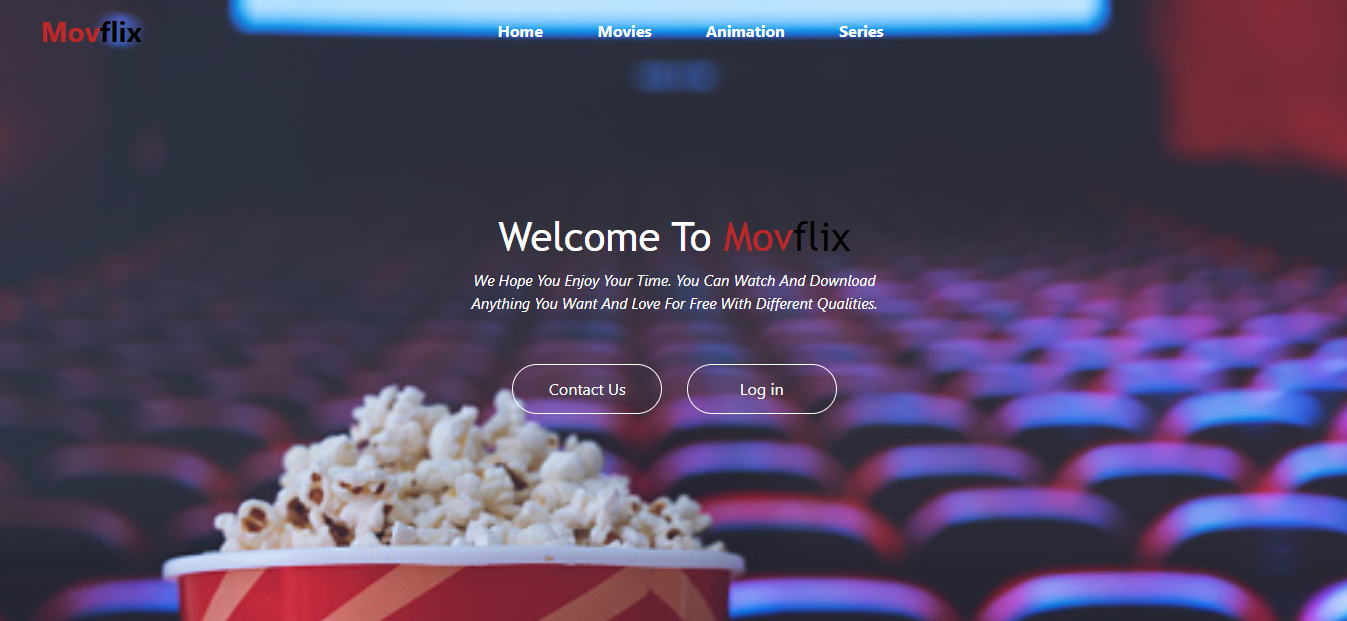 Movflix Home Movies Animation Series
Welcome To Movflix
We Hope You Enjoy Your Time. You Can Watch And Download
Anything You Want And Love For Free With Different Qualities.
Contact Us Log in